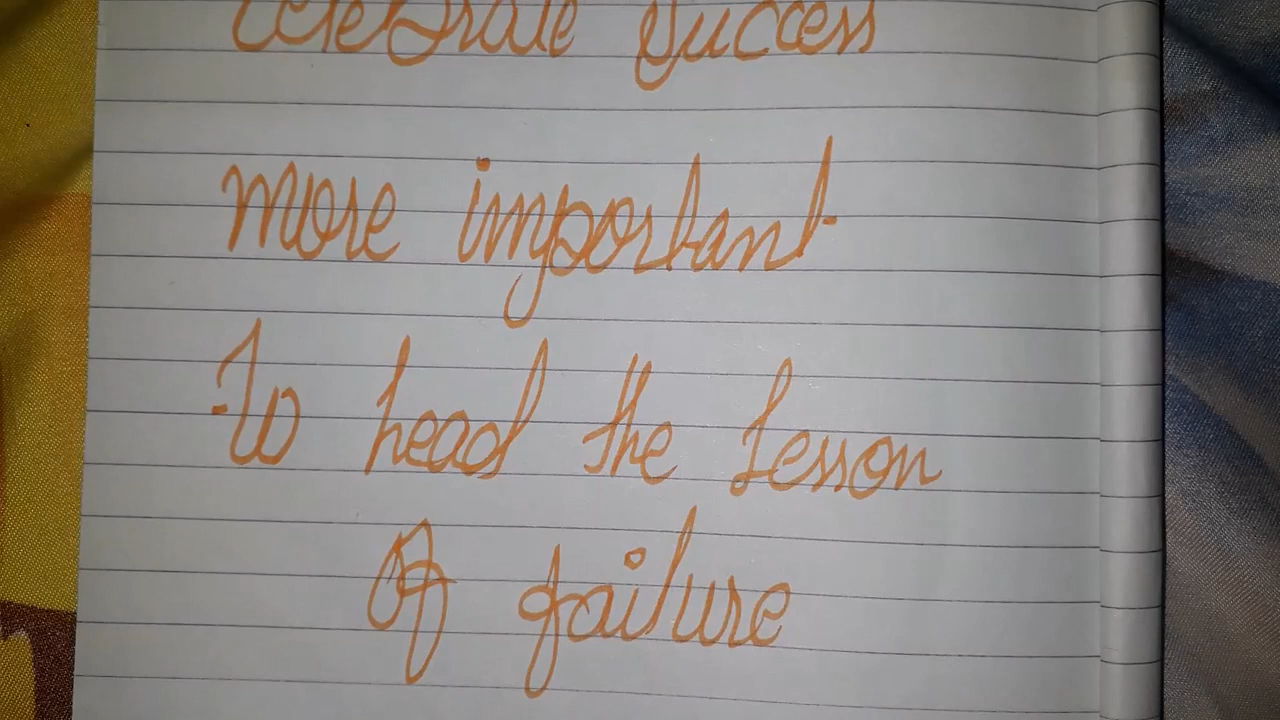 Celebrate Success
more important
To head the Lesson
Of failure